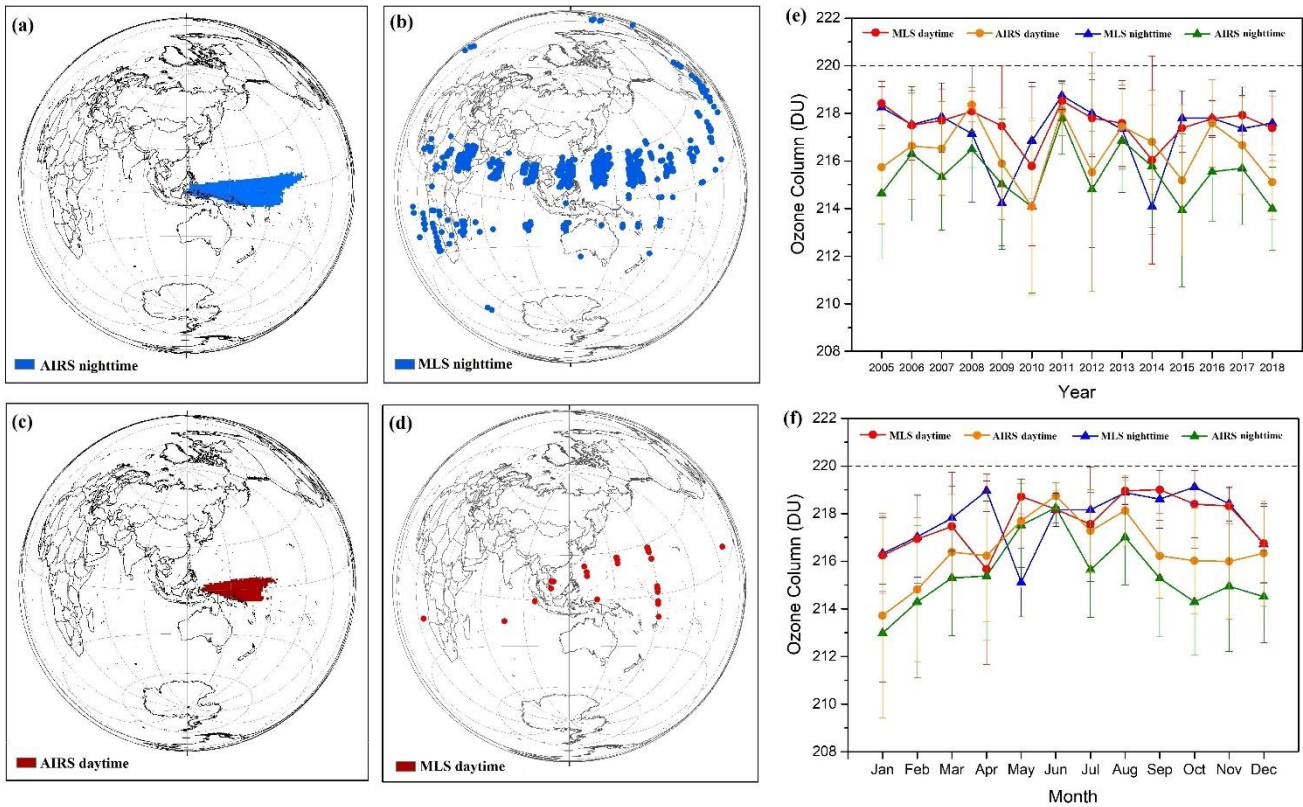 (a)
AIRS nighttime
(b)
MLS nighttime
(c)
AIRS daytime
(d)
MLS daytime
(e)
MLS daytime AIRS daytime MLS nighttime AIRS nighttime
222
220
218
216
214
212
210
208
Ozone Column (DU)
2005 2006 2007 2008 2009 2010 2011 2012 2013 2014 2015 2016 2017 2018
Year
(f)
MLS daytime AIRS daytime MLS nighttime AIRS nighttime
222
220
218
216
214
212
210
208
Ozone Column (DU)
Jan Feb Mar Apr May Jun Jul Aug Sep Oct Nov Dec
Month